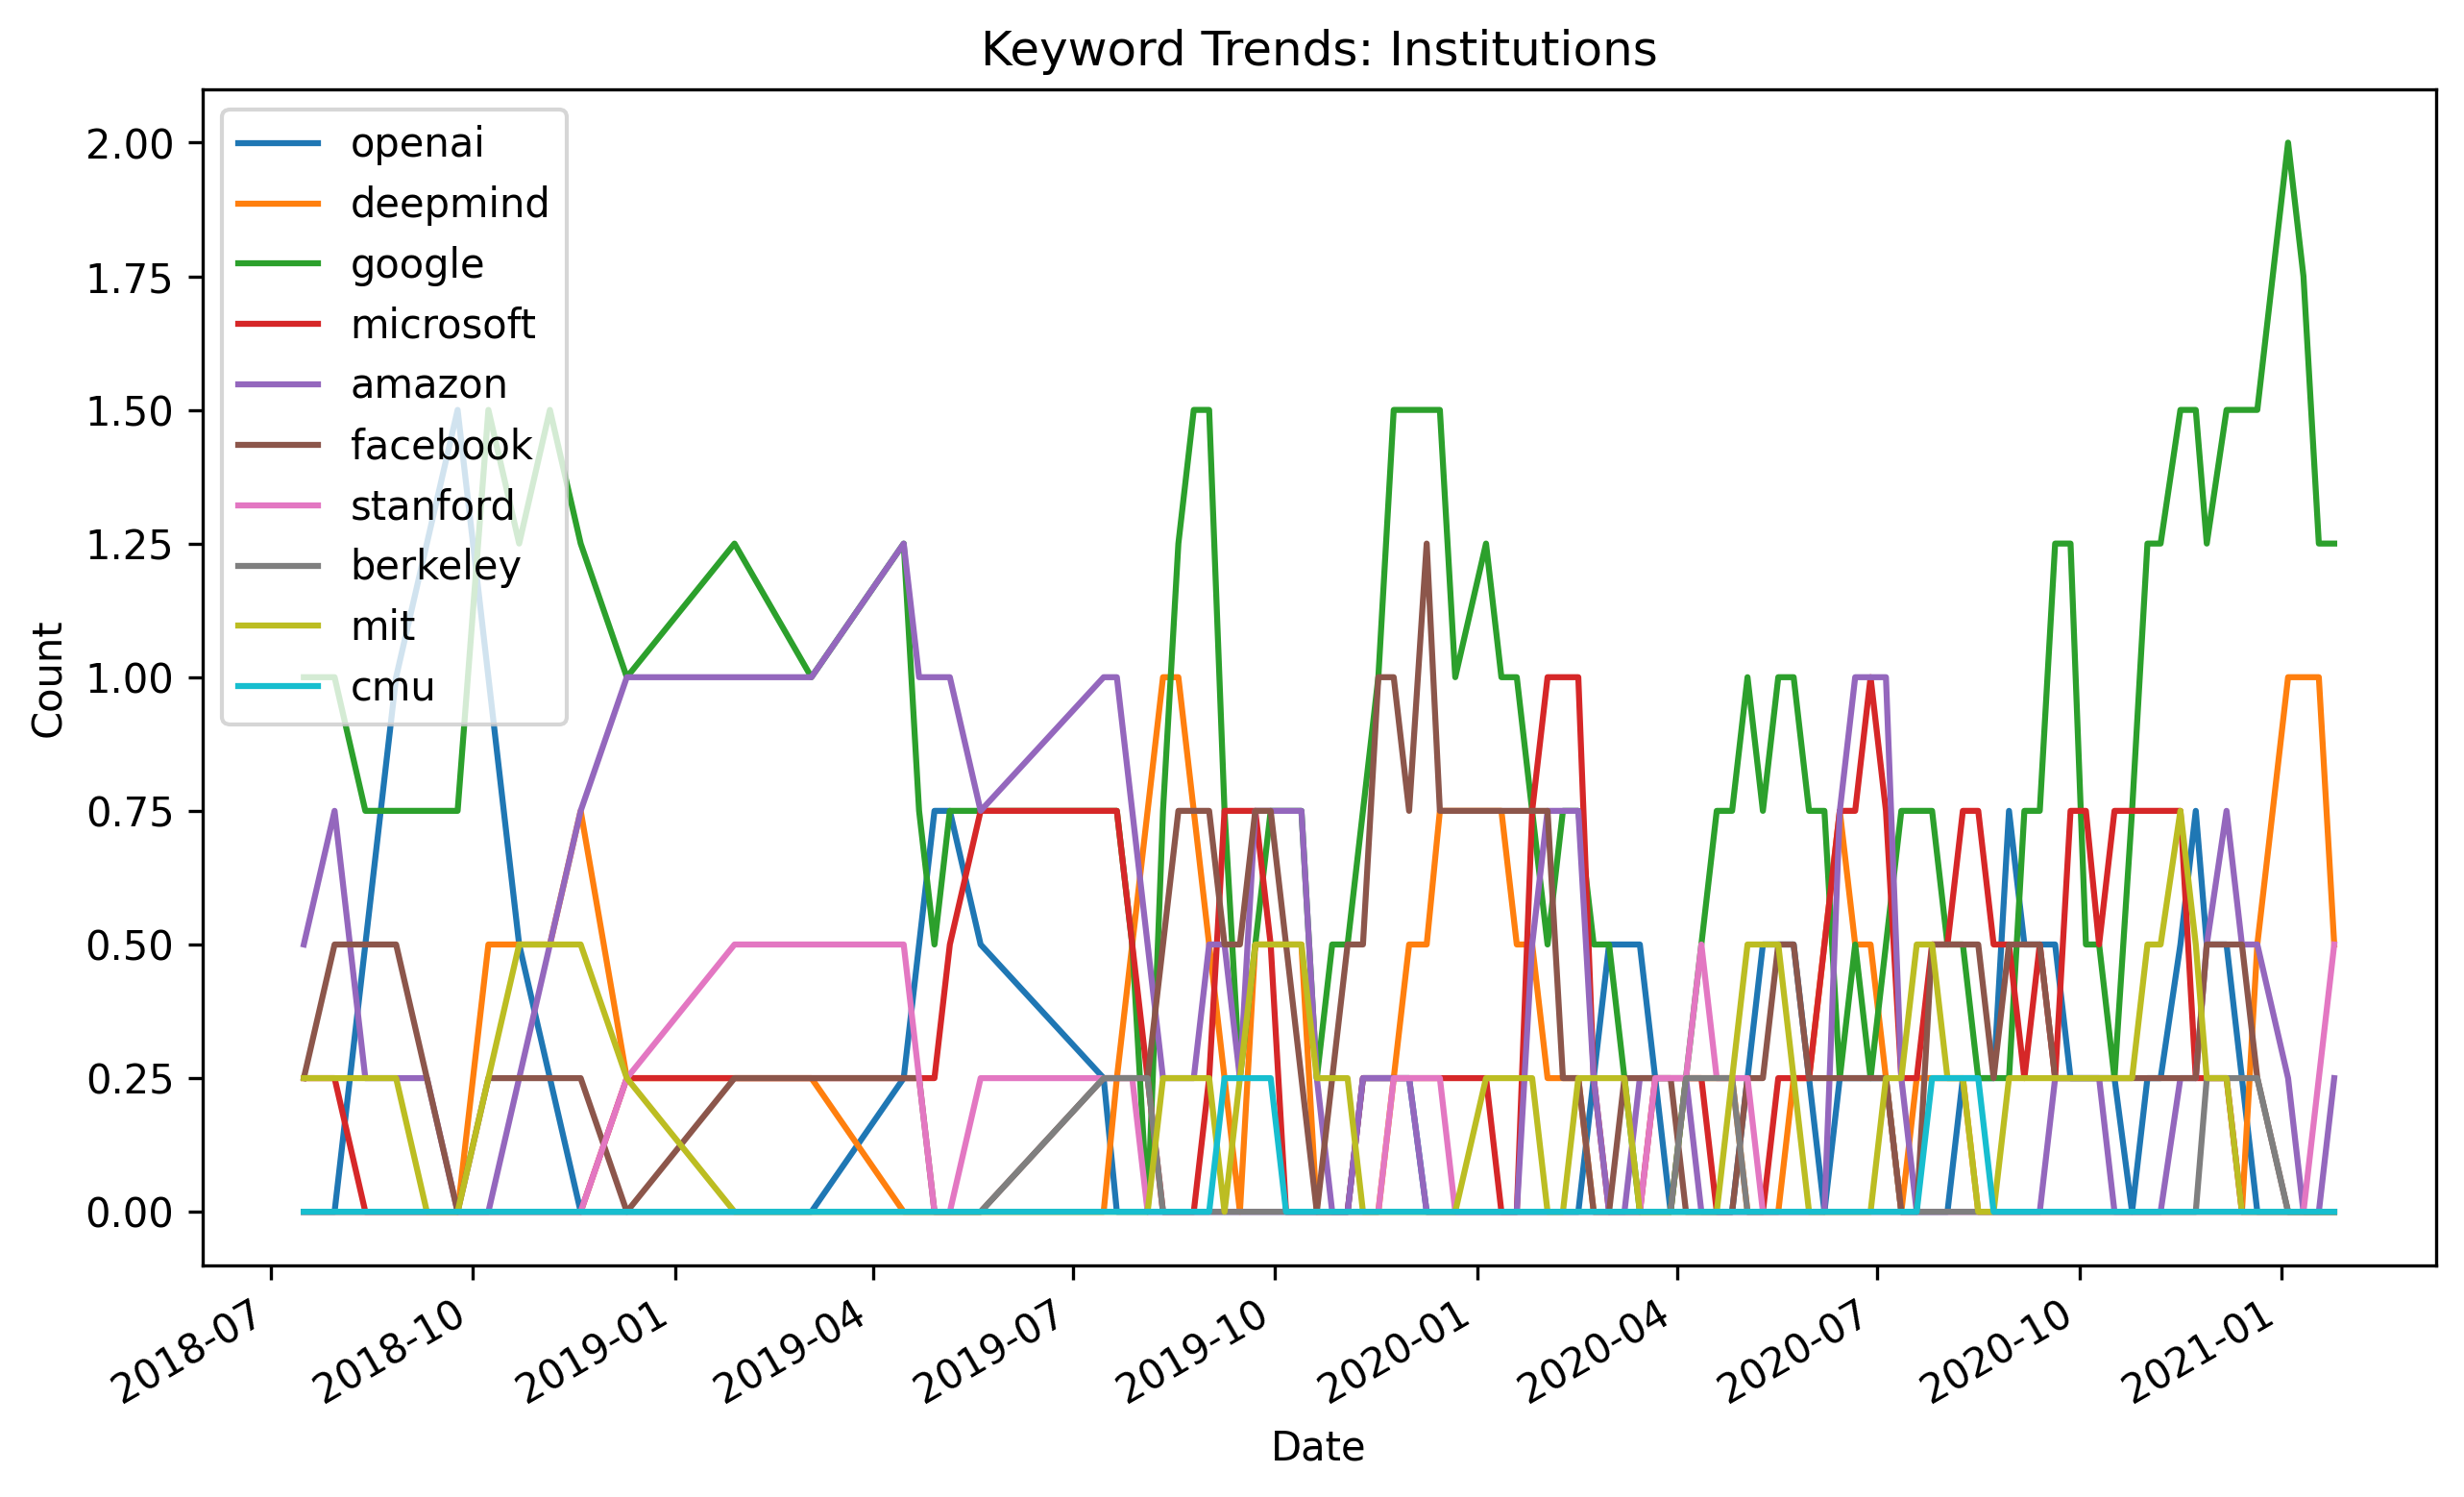 Keyword Trends: Institutions
openai
deepmind
google
microsoft
amazon
facebook
stanford
berkeley
mit
cmu
2.00
1.75
1.50
1.25
1.00
0.75
0.50
0.25
0.00
Count
2018-07
2018-10
2019-01
2019-04
2019-07
2019-10
2020-01
2020-04
2020-07
2020-10
2021-01
Date